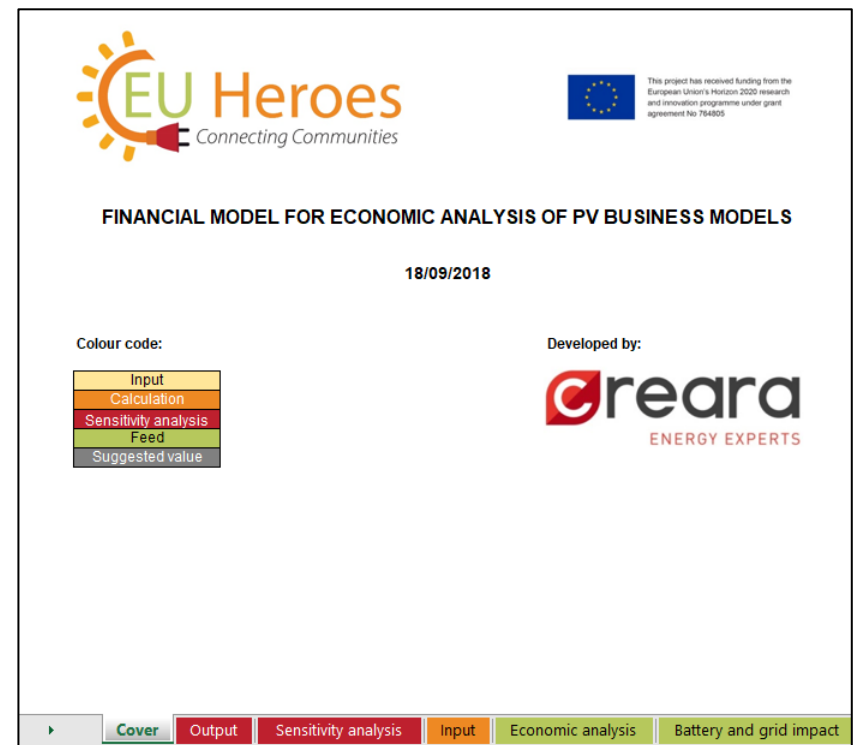 EU Heroes
Connecting Communities
This project has received funding from the
European Union's Horizon 2020 research
and innovation programme under grant
agreement No 764805
FINANCIAL MODEL FOR ECONOMIC ANALYSIS OF PV BUSINESS MODELS
18/09/2018
Colour code:
Input
Calculation
Sensitivity analysis
Feed
Suggested value
Developed by:
creara
ENERGY EXPERTS
Cover Output Sensitivity analysis Input Economic analysis Battery and grid impact